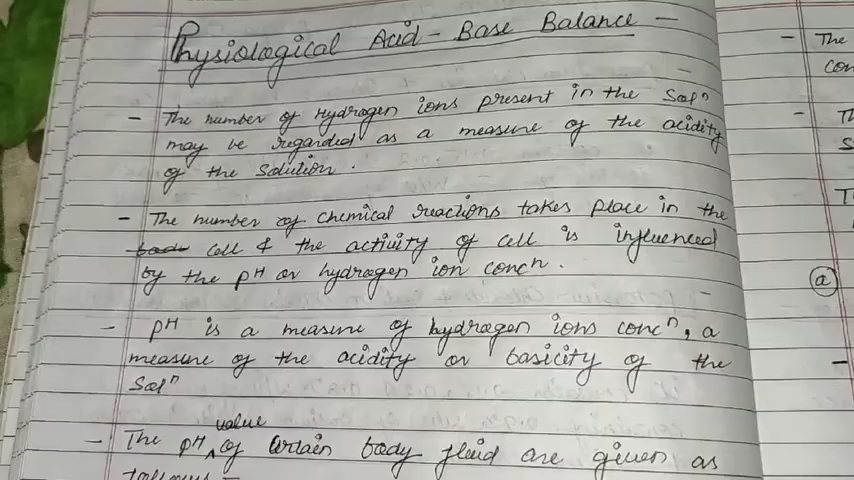 Physiological Acid - Base Balance -
- The number of Hydrogen ions present in the Solⁿ
may be regarded as a measure of the acidity
of the solution.
- The number of chemical reactions takes place in the
cell & the activity of cell is influenced
by the pH or hydrogen ion concⁿ.
- pH is a measure of hydrogen ions concⁿ, a
measure of the acidity or basicity of the
Solⁿ
- The pH value of certain body fluid are given as
follows -
- The
con
-
a
-